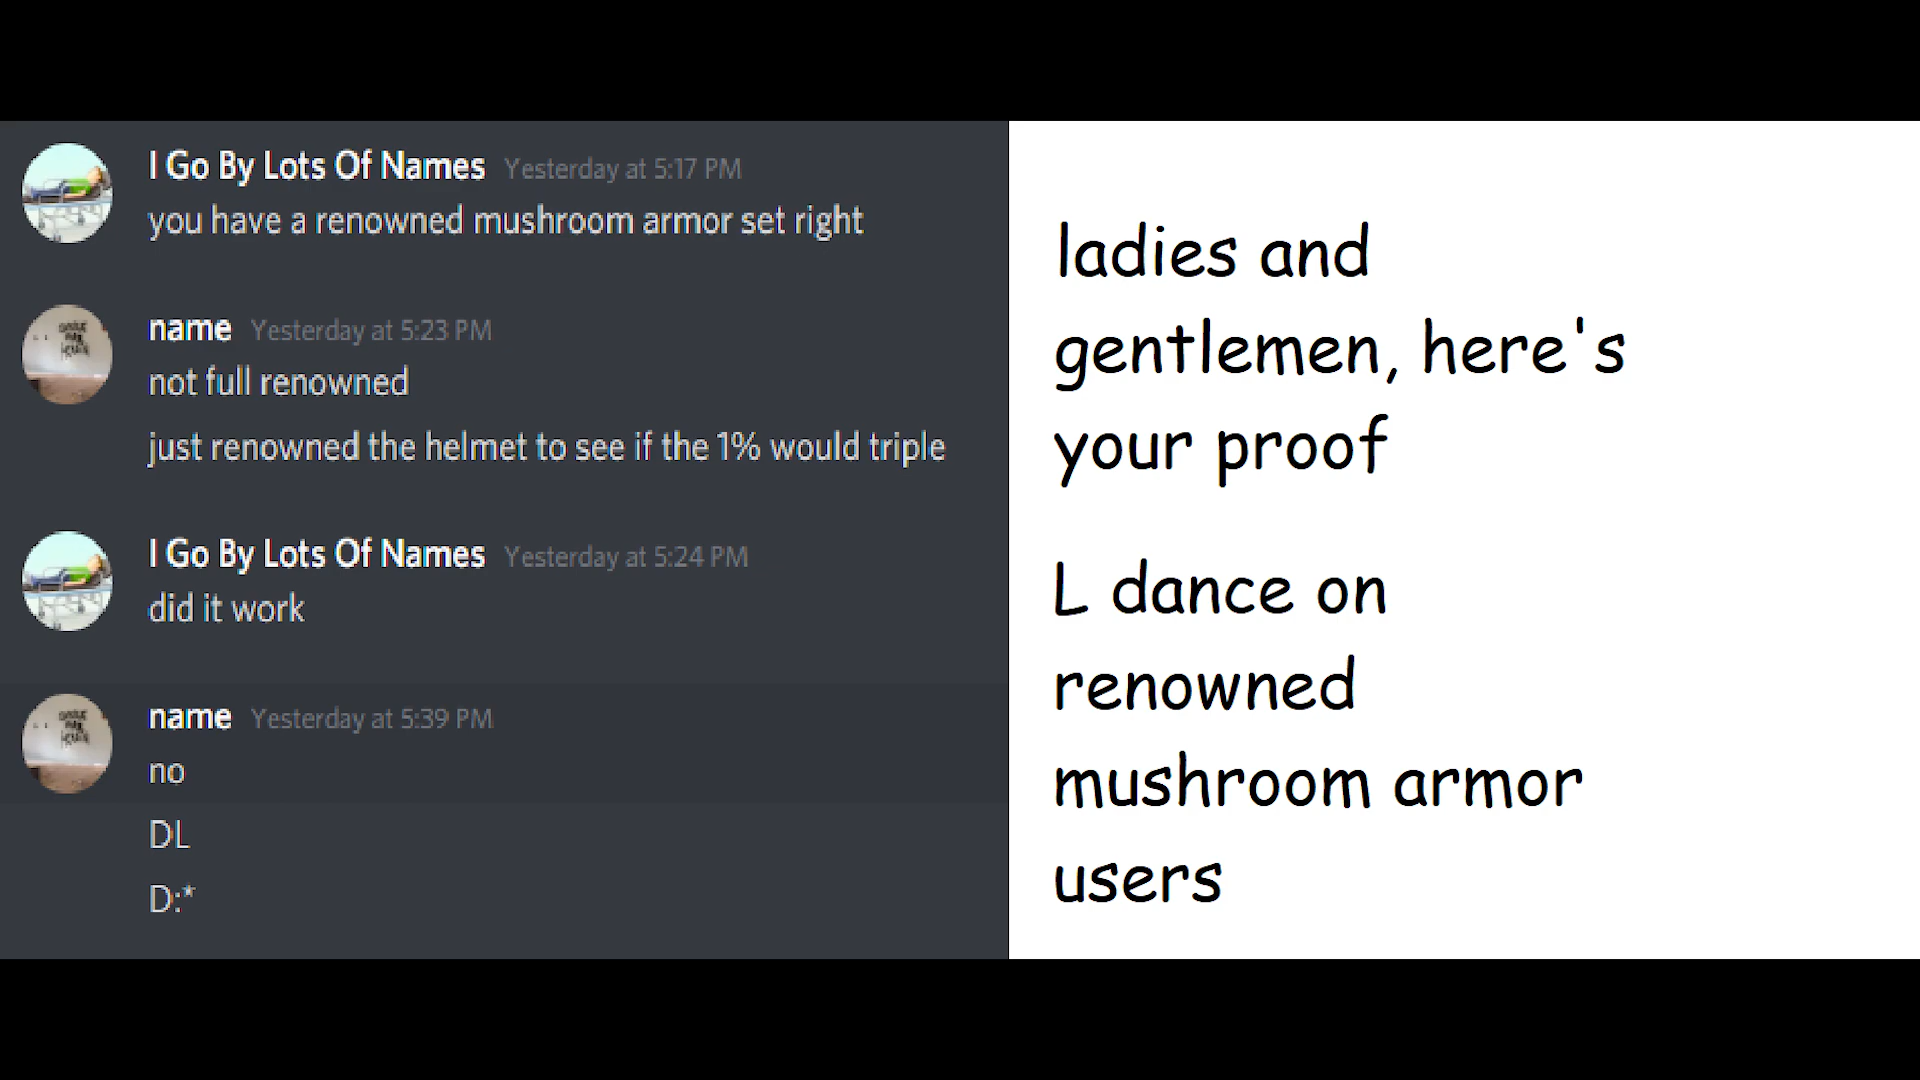 I Go By Lots Of Names Yesterday at 5:17 PM
you have a renowned mushroom armor set right
name Yesterday at 5:23 PM
not full renowned
just renowned the helmet to see if the 1% would triple
I Go By Lots Of Names Yesterday at 5:24 PM
did it work
name Yesterday at 5:39 PM
no
DL
D:*
ladies and
gentlemen, here's
your proof
L dance on
renowned
mushroom armor
users